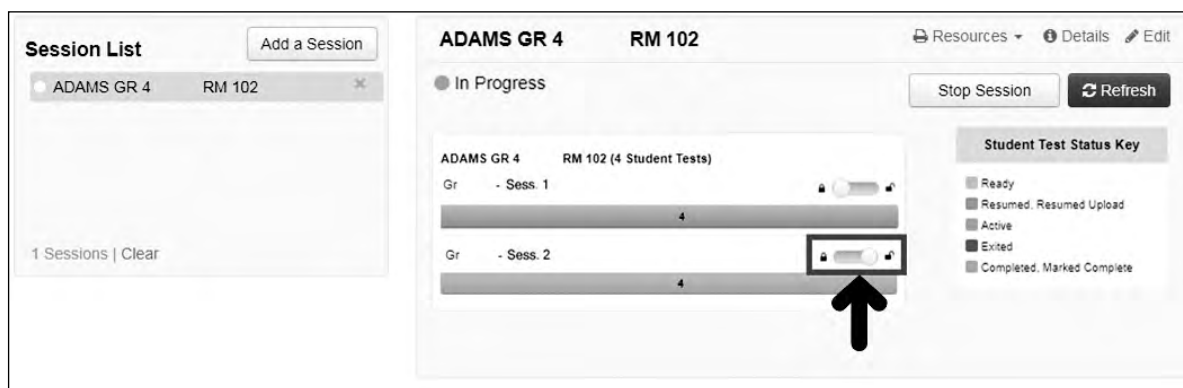 Session List
Add a Session
ADAMS GR 4 RM 102
1 Sessions | Clear
ADAMS GR 4 RM 102
Resources
Details
Edit
In Progress
Stop Session
Refresh
ADAMS GR 4 RM 102 (4 Student Tests)
Gr - Sess. 1
4
Gr - Sess. 2
4
Student Test Status Key
Ready
Resumed, Resumed Upload
Active
Exited
Completed, Marked Complete